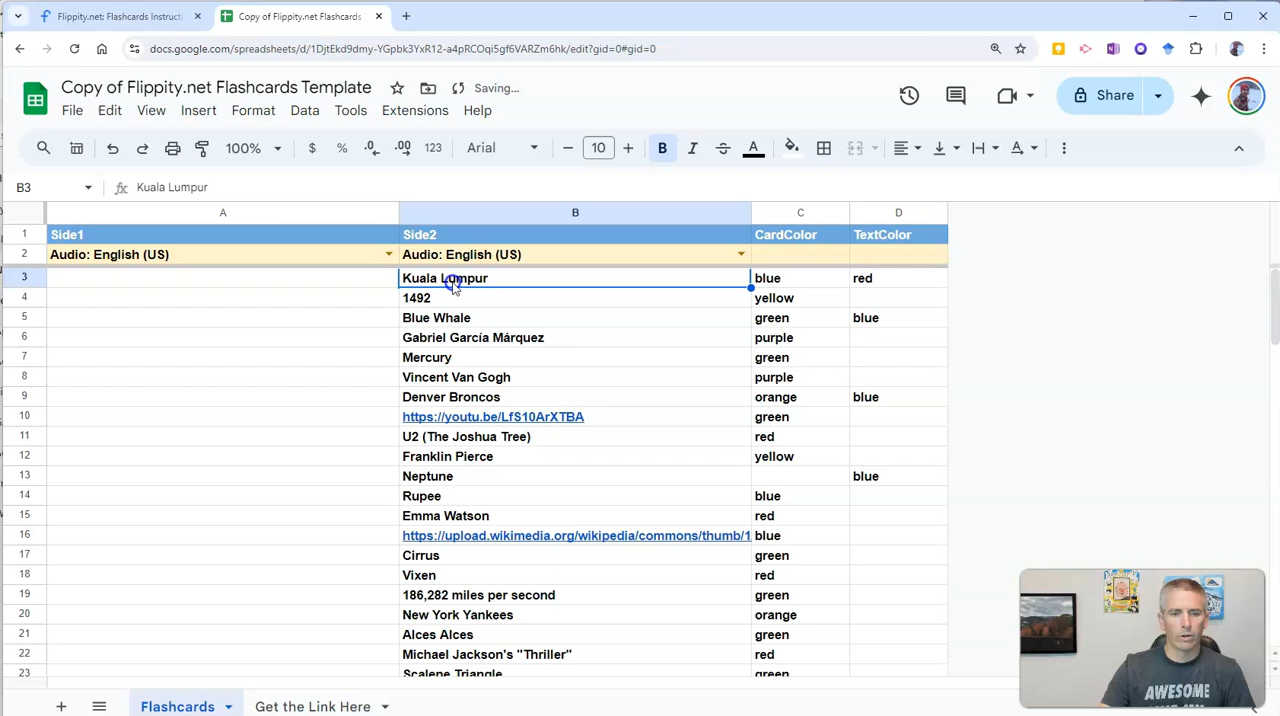 Flippity.net: Flashcards Instruct
Copy of Flippity.net Flashcards
docs.google.com/spreadsheets/d/1DjtEkd9dmy-YGpbk3YxR12-a4pRCOqi5gf6VARZm6hk/edit?gid=0#gid=0
Copy of Flippity.net Flashcards Template Saving...
File Edit View Insert Format Data Tools Extensions Help
Share
100% $ % .0 .00 123 Arial 10 B I S A
B3 fx Kuala Lumpur
A B C D
1 Side1 Side2 CardColor TextColor
2 Audio: English (US) Audio: English (US)
3 Kuala Lumpur blue red
4 1492 yellow
5 Blue Whale green blue
6 Gabriel García Márquez purple
7 Mercury green
8 Vincent Van Gogh purple
9 Denver Broncos orange blue
10 https://youtu.be/LfS10ArXTBA green
11 U2 (The Joshua Tree) red
12 Franklin Pierce yellow
13 Neptune blue
14 Rupee blue
15 Emma Watson red
16 https://upload.wikimedia.org/wikipedia/commons/thumb/1 blue
17 Cirrus green
18 Vixen red
19 186,282 miles per second green
20 New York Yankees orange
21 Alces Alces green
22 Michael Jackson's "Thriller" red
23 Scalene Triangle green
Flashcards Get the Link Here
AWESOME